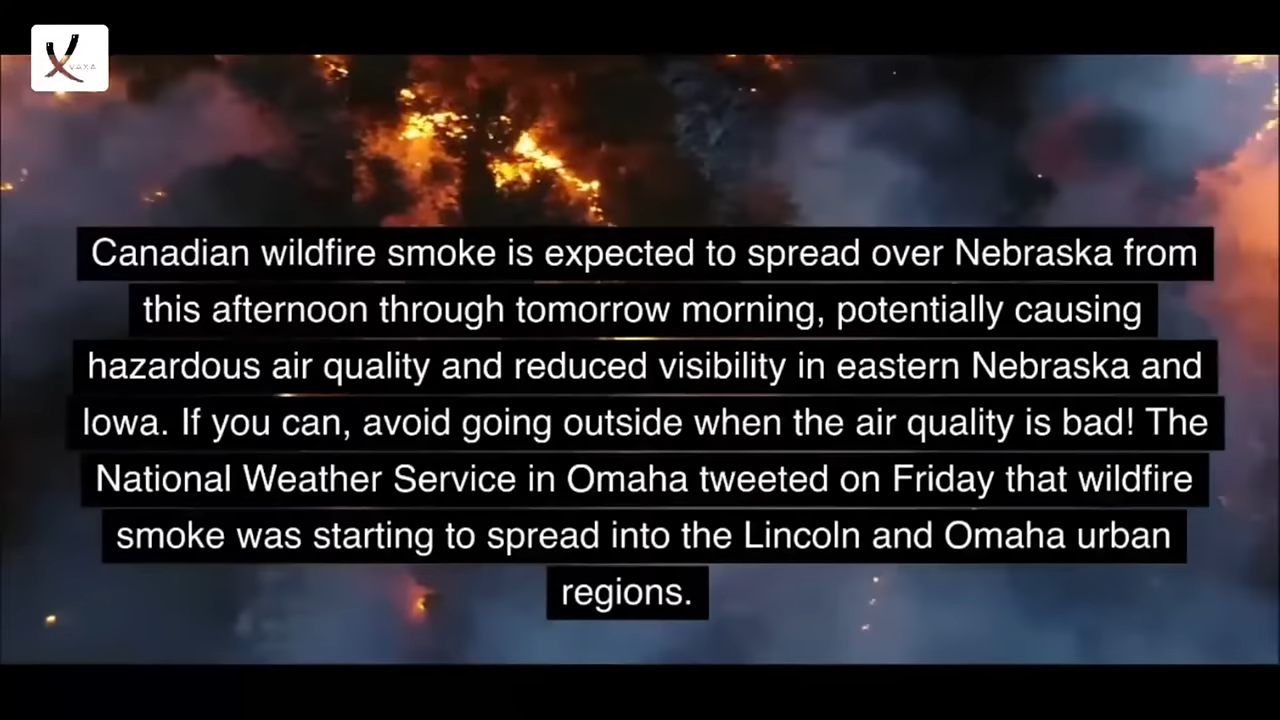 VAXA
Canadian wildfire smoke is expected to spread over Nebraska from
this afternoon through tomorrow morning, potentially causing
hazardous air quality and reduced visibility in eastern Nebraska and
Iowa. If you can, avoid going outside when the air quality is bad! The
National Weather Service in Omaha tweeted on Friday that wildfire
smoke was starting to spread into the Lincoln and Omaha urban
regions.